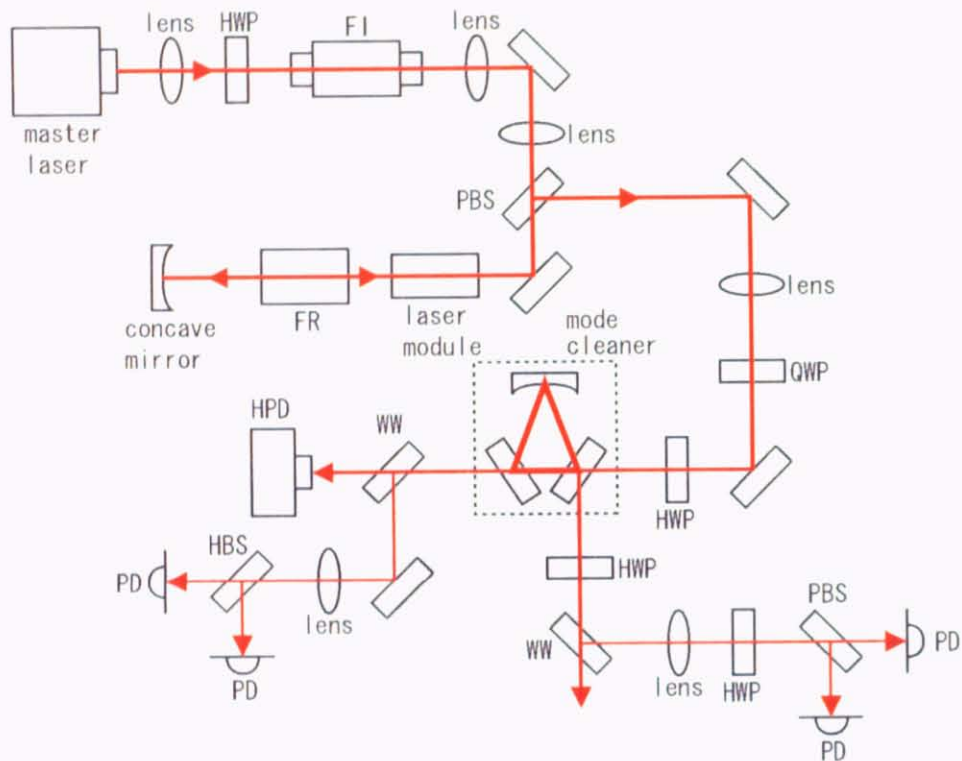 lens
HWP
FI
lens
master
laser
lens
PBS
lens
concave
mirror
FR
laser
module
mode
cleaner
QWP
HPD
WW
HWP
HBS
PD
lens
HWP
PBS
PD
WW
lens
HWP
PD
PD